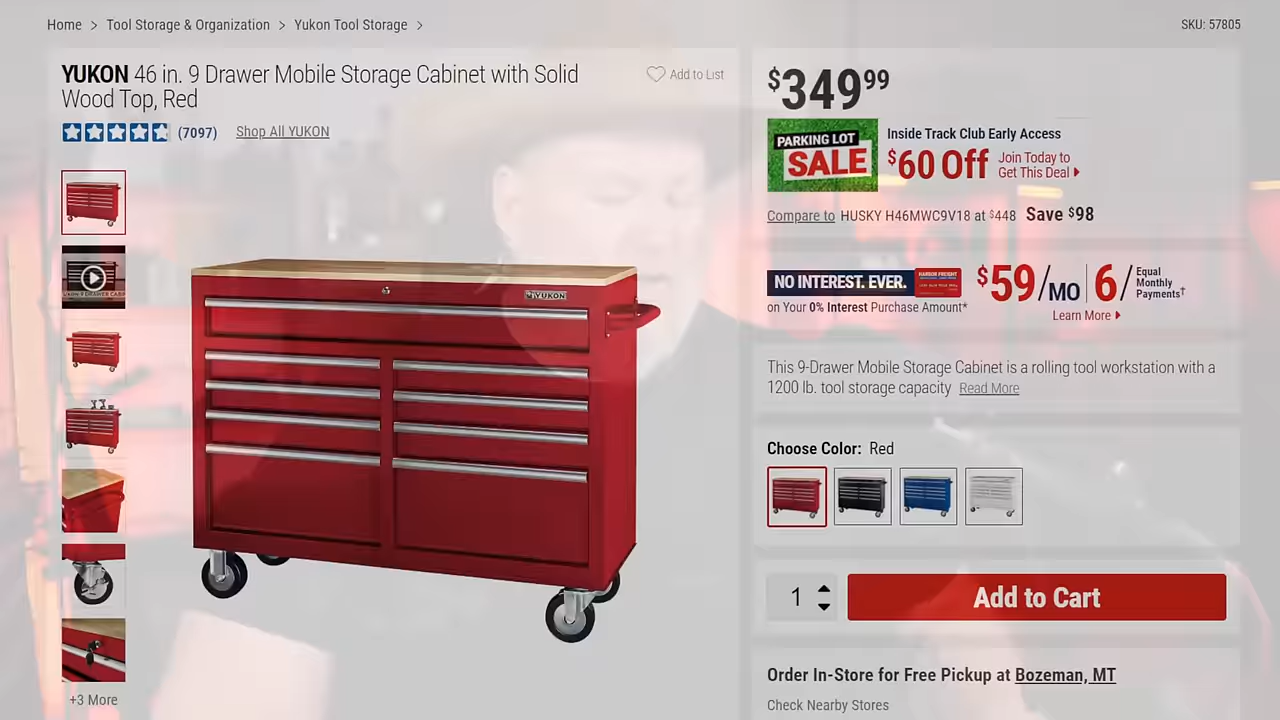 Home > Tool Storage & Organization > Yukon Tool Storage >
SKU: 57805
YUKON 46 in. 9 Drawer Mobile Storage Cabinet with Solid
Wood Top, Red
Add to List
(7097)
Shop All YUKON
YUKON
+3 More
$349.99
PARKING LOT
SALE
Inside Track Club Early Access
$60 Off
Join Today to
Get This Deal
Compare to HUSKY H46MWC9V18 at $448 Save $98
NO INTEREST. EVER.
HARBOR FREIGHT
on Your 0% Interest Purchase Amount*
$59/MO
6/
Equal
Monthly
Payments†
Learn More
This 9-Drawer Mobile Storage Cabinet is a rolling tool workstation with a
1200 lb. tool storage capacity Read More
Choose Color: Red
1
Add to Cart
Order In-Store for Free Pickup at Bozeman, MT
Check Nearby Stores